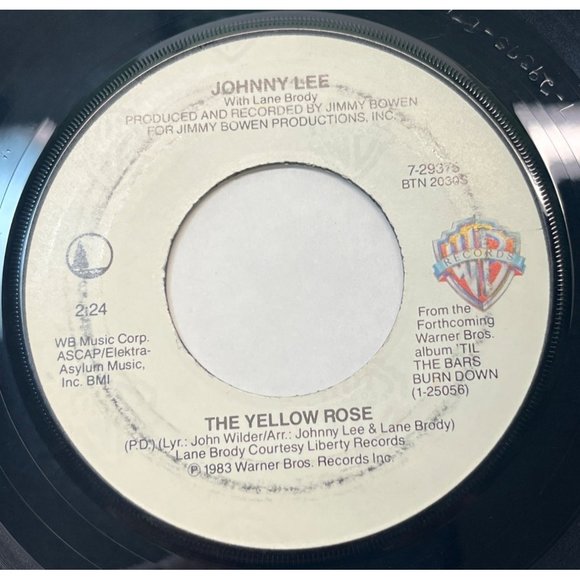 JOHNNY LEE
With Lane Brody
PRODUCED AND RECORDED BY JIMMY BOWEN
FOR JIMMY BOWEN PRODUCTIONS, INC.
7-29375
BTN 20305
WB
RECORDS
2:24
WB Music Corp.
ASCAP/Elektra-
Asylum Music,
Inc. BMI
From the
Forthcoming
Warner Bros.
album 'TIL
THE BARS
BURN DOWN
(1-25056)
THE YELLOW ROSE
(P.D.) (Lyr.: John Wilder/Arr.: Johnny Lee & Lane Brody)
Lane Brody Courtesy Liberty Records
℗ 1983 Warner Bros. Records Inc.